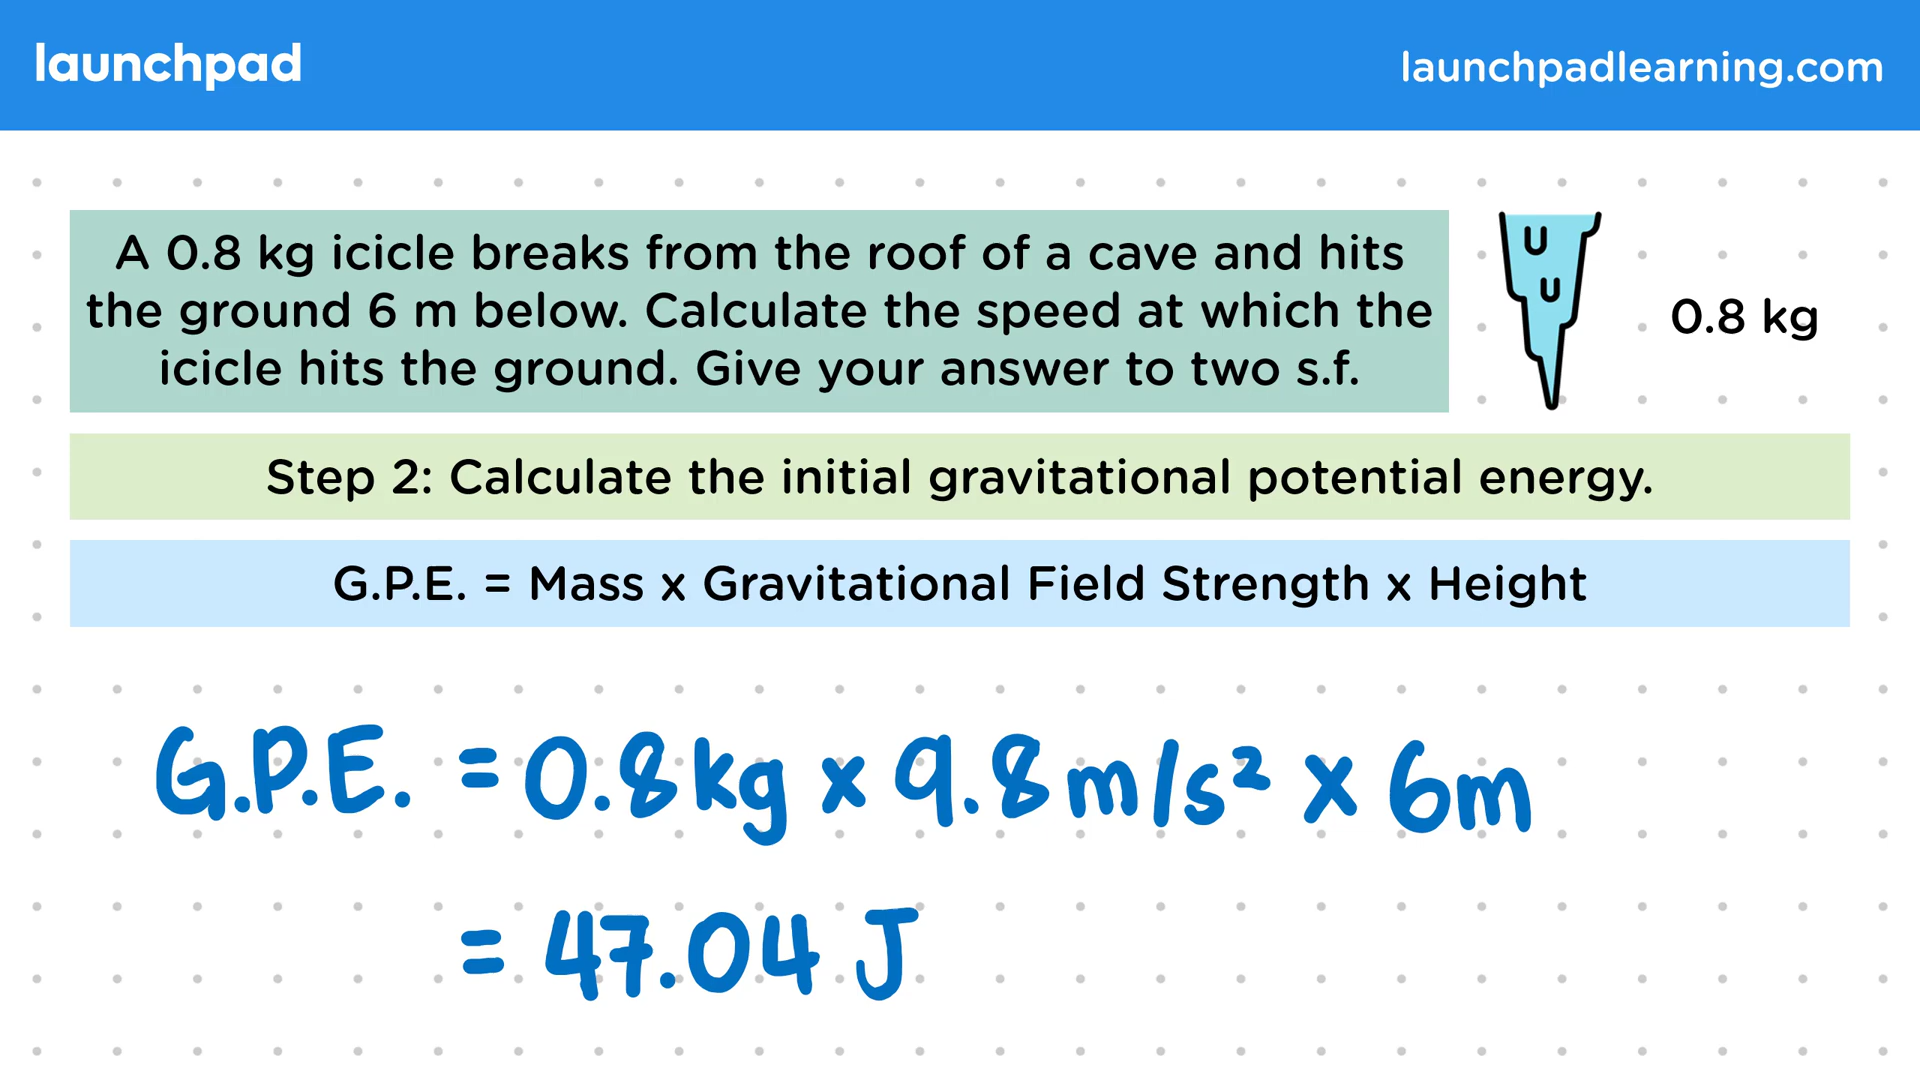 launchpad
launchpadlearning.com
A 0.8 kg icicle breaks from the roof of a cave and hits
the ground 6 m below. Calculate the speed at which the
icicle hits the ground. Give your answer to two s.f.
0.8 kg
Step 2: Calculate the initial gravitational potential energy.
G.P.E. = Mass x Gravitational Field Strength x Height
G.P.E. = 0.8kg x 9.8m/s² x 6m
= 47.04 J